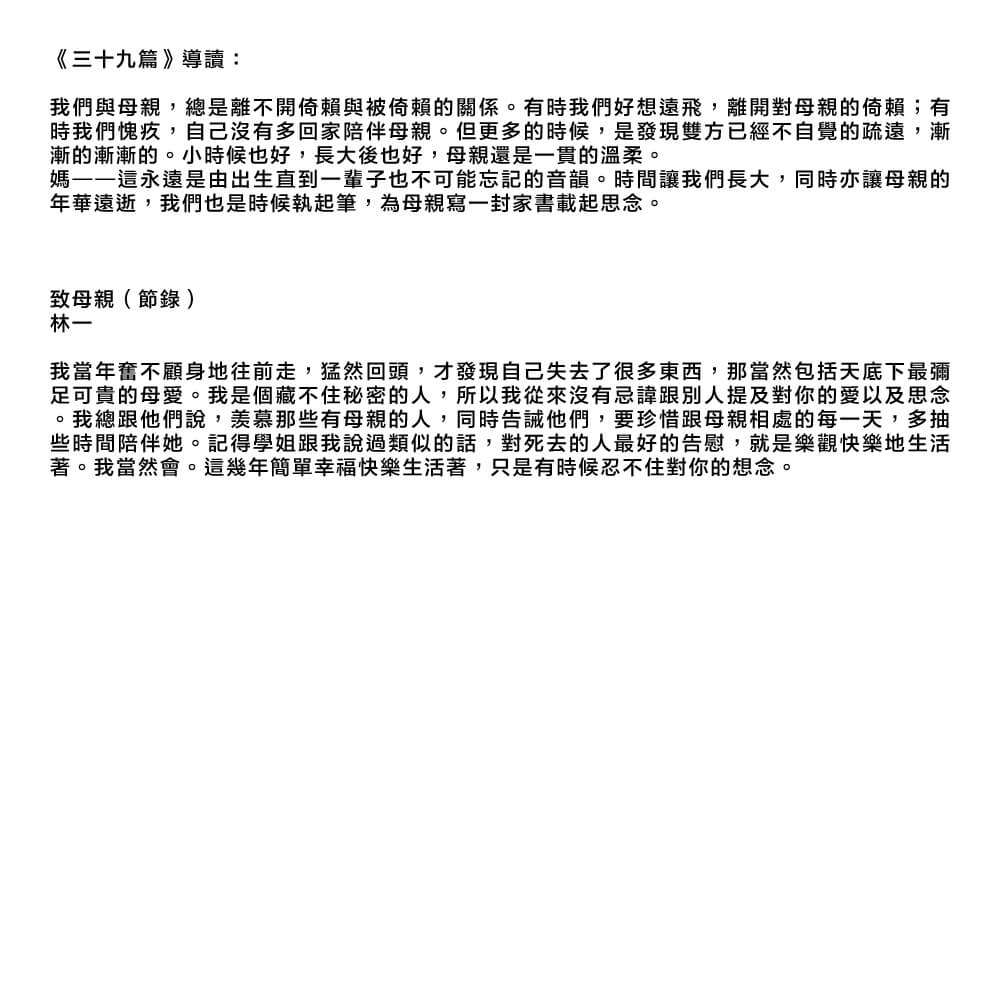 《三十九篇》導讀：
我們與母親，總是離不開倚賴與被倚賴的關係。有時我們好想遠飛，離開對母親的倚賴；有
時我們愧疚，自己沒有多回家陪伴母親。但更多的時候，是發現雙方已經不自覺的疏遠，漸
漸的漸漸的。小時候也好，長大後也好，母親還是一貫的溫柔。
媽——這永遠是由出生直到一輩子也不可能忘記的音韻。時間讓我們長大，同時亦讓母親的
年華遠逝，我們也是時候執起筆，為母親寫一封家書載起思念。
致母親（節錄）
林一
我當年奮不顧身地往前走，猛然回頭，才發現自己失去了很多東西，那當然包括天底下最彌
足可貴的母愛。我是個藏不住秘密的人，所以我從來沒有忌諱跟別人提及對你的愛以及思念
。我總跟他們說，羨慕那些有母親的人，同時告誡他們，要珍惜跟母親相處的每一天，多抽
些時間陪伴她。記得學姐跟我說過類似的話，對死去的人最好的告慰，就是樂觀快樂地生活
著。我當然會。這幾年簡單幸福快樂生活著，只是有時候忍不住對你的想念。